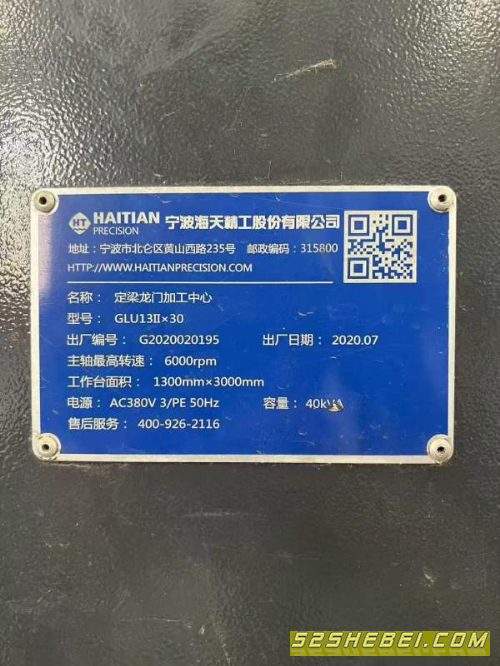 HT HAITIAN PRECISION 宁波海天精工股份有限公司
地址：宁波市北仑区黄山西路235号 邮政编码：315800
HTTP://WWW.HAITIANPRECISION.COM
名称： 定梁龙门加工中心
型号： GLU13II×30
出厂编号： G2020020195 出厂日期： 2020.07
主轴最高转速： 6000rpm
工作台面积： 1300mm×3000mm
电源： AC380V 3/PE 50Hz 容量： 40kVA
售后服务： 400-926-2116
52SHEBEI.COM